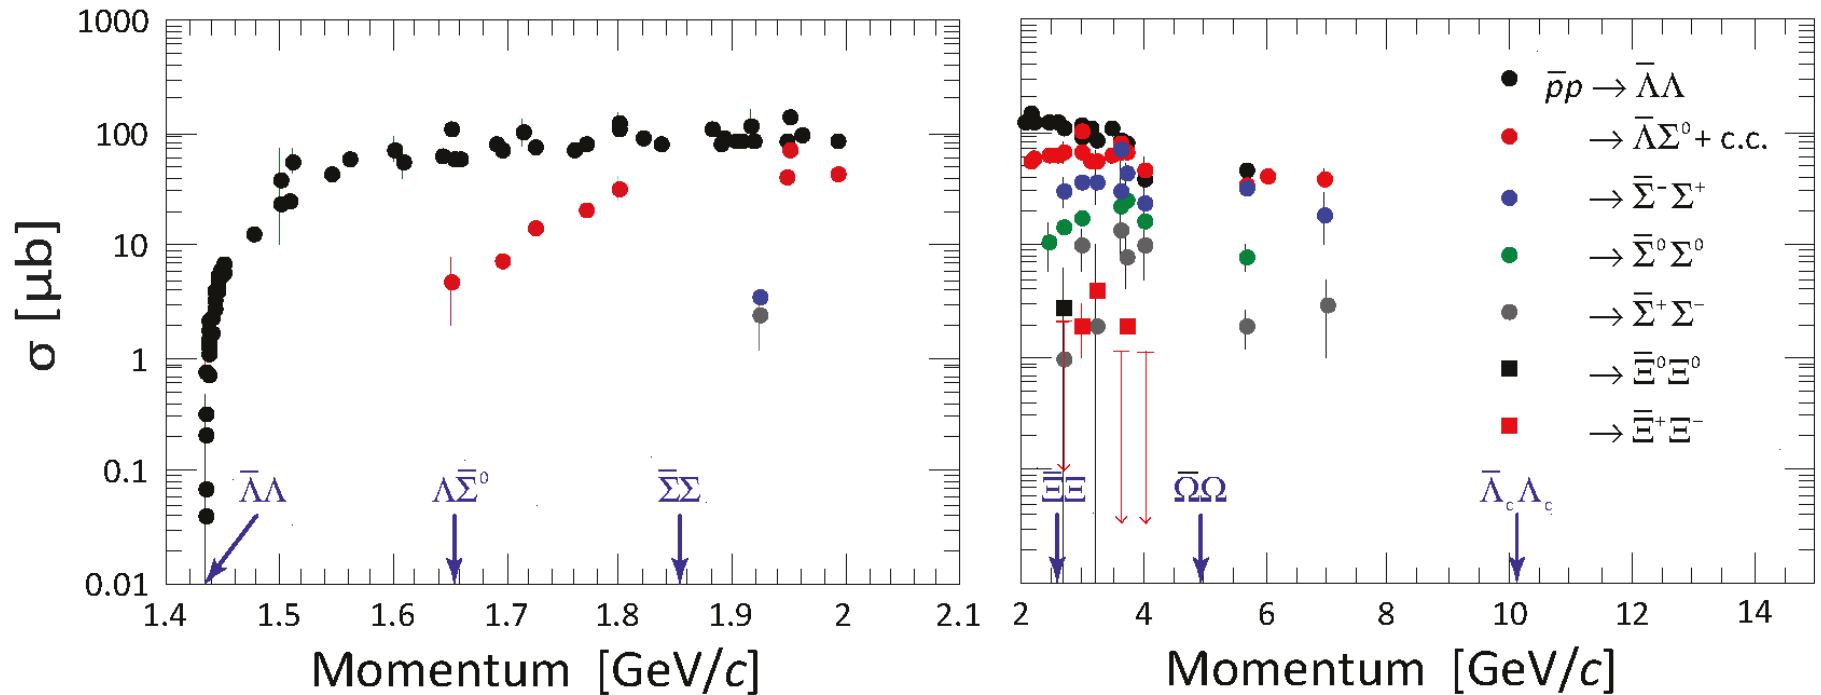 σ [μb]
1000
100
10
1
0.1
0.01
Λ̅Λ
ΛΣ̅⁰
Σ̅Σ
1.4 1.5 1.6 1.7 1.8 1.9 2 2.1
Momentum [GeV/c]
p̅p → Λ̅Λ
→ Λ̅Σ⁰ + c.c.
→ Σ̅⁻Σ⁺
→ Σ̅⁰Σ⁰
→ Σ̅⁺Σ⁻
→ Ξ̅⁰Ξ⁰
→ Ξ̅⁺Ξ⁻
Ξ̅Ξ
Ω̅Ω
Λ̅cΛc
2 4 6 8 10 12 14
Momentum [GeV/c]